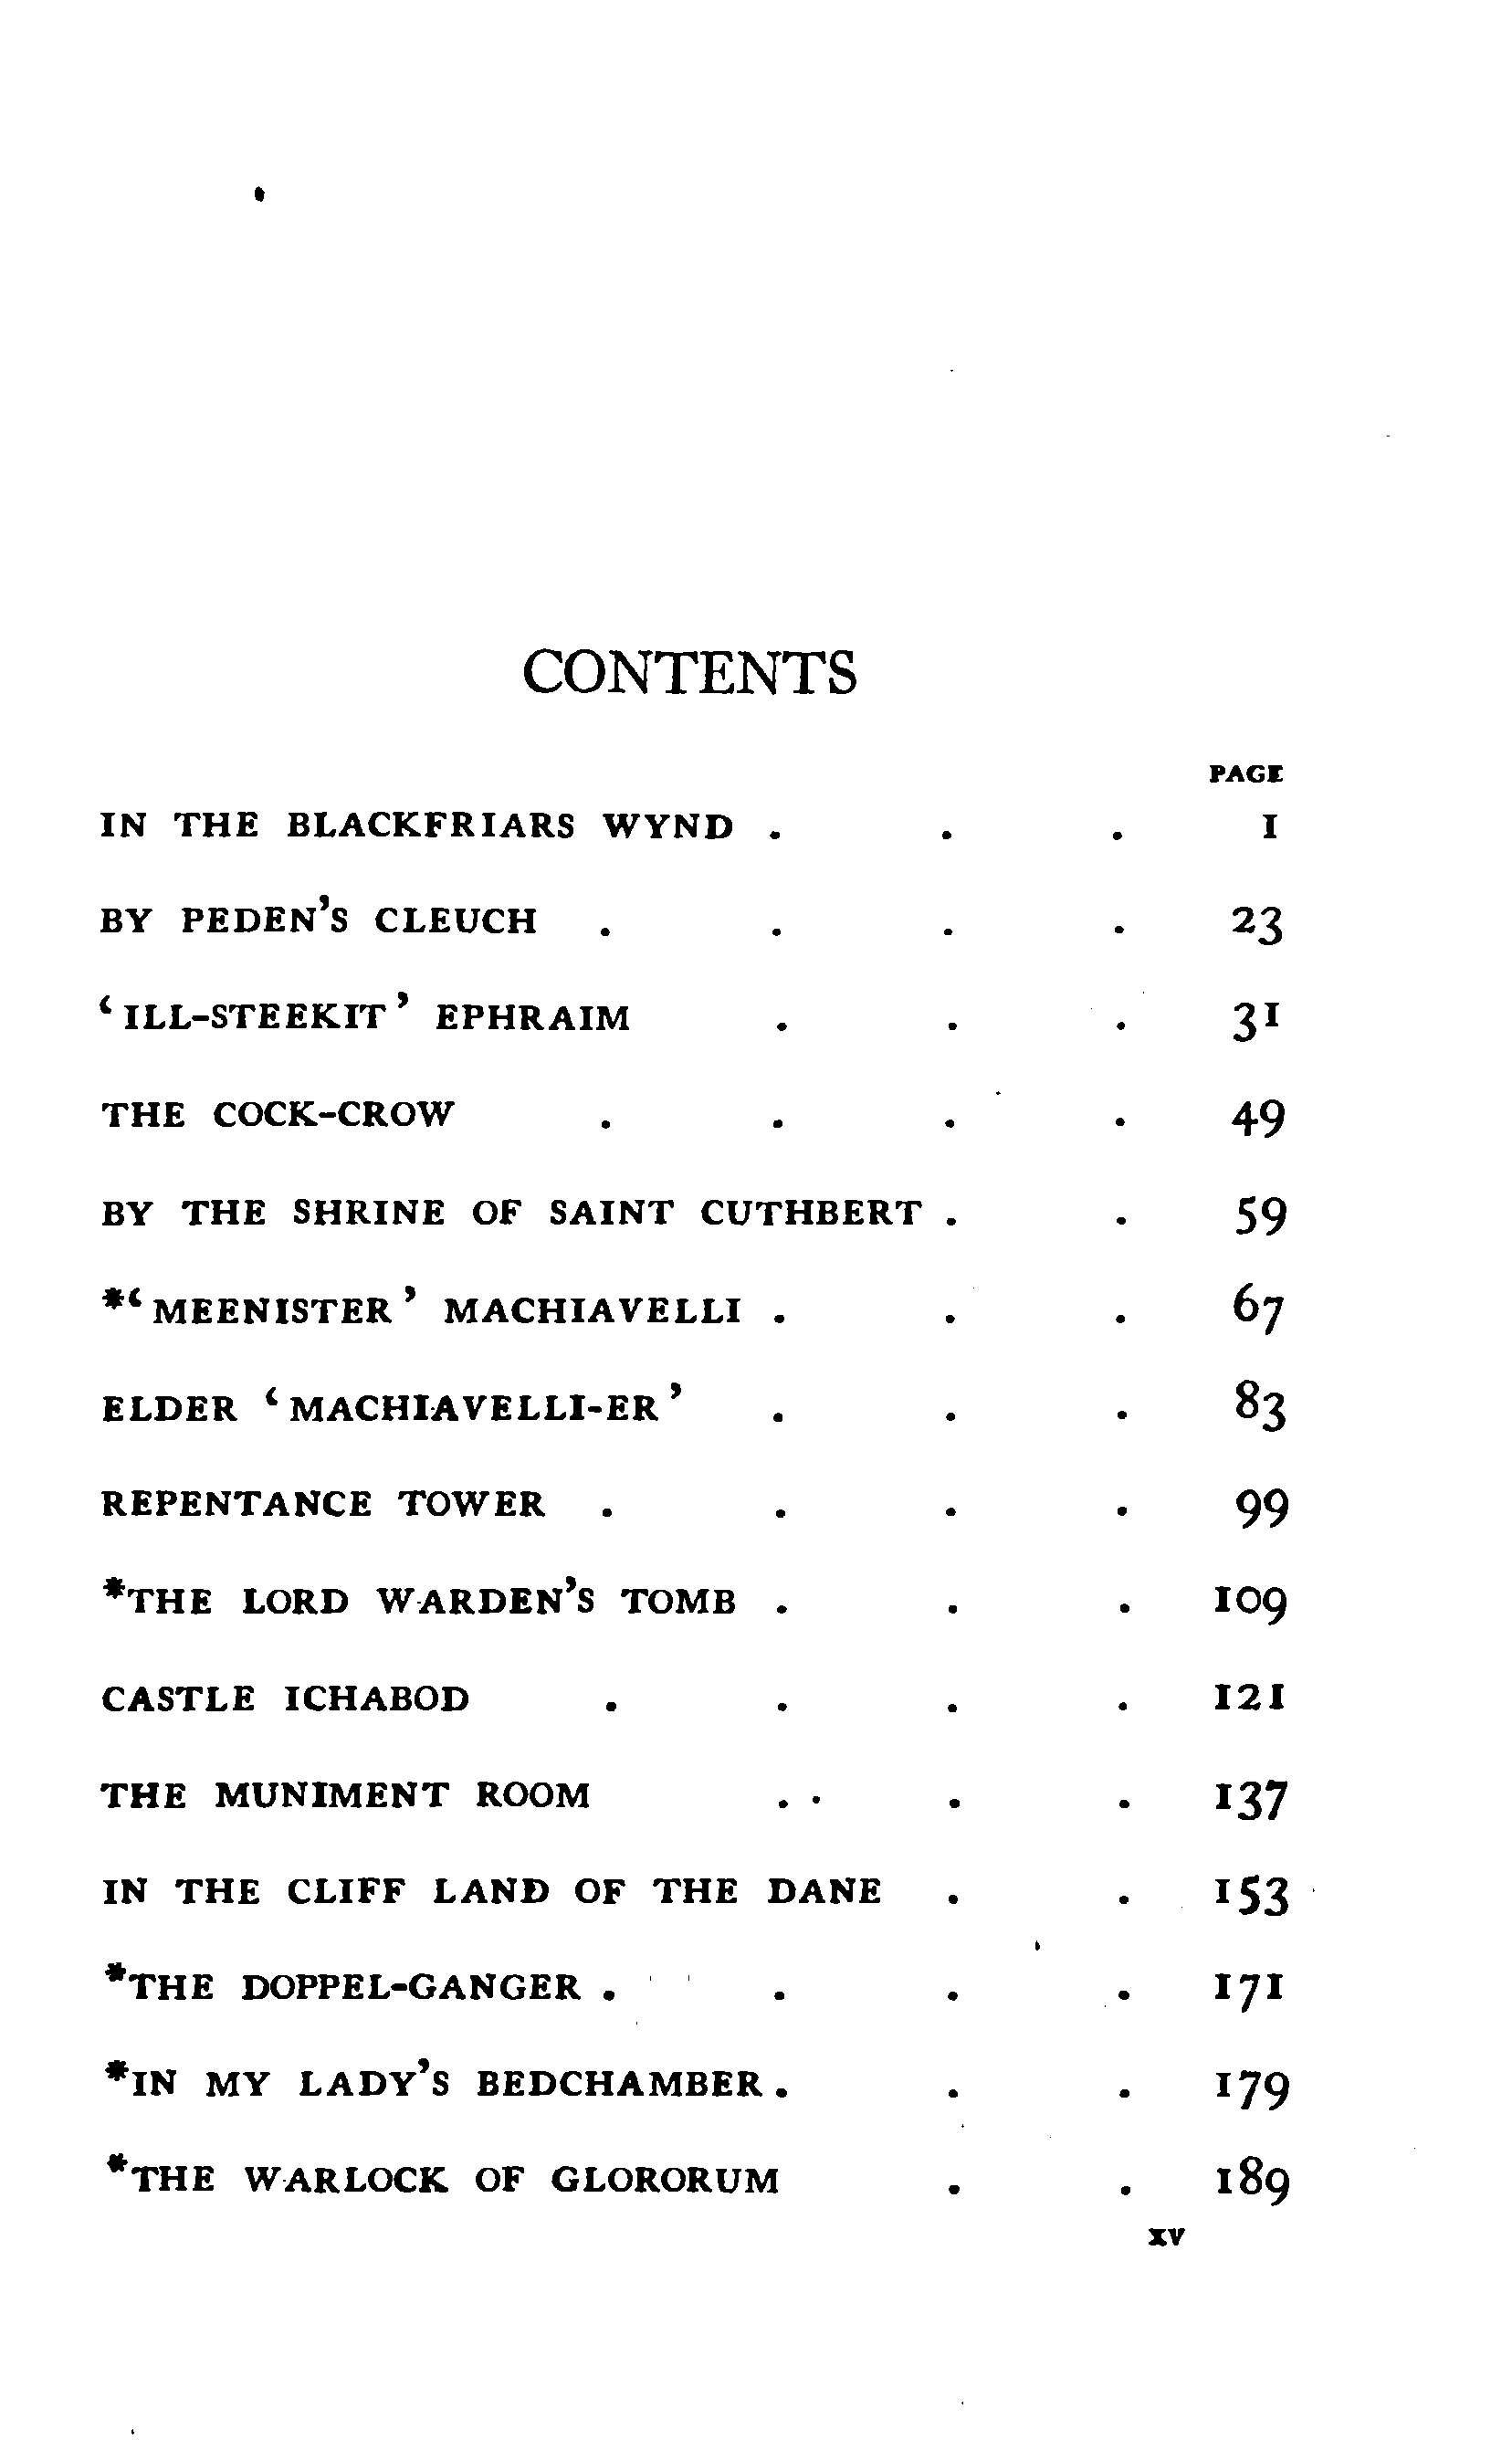 CONTENTS
PAGE
IN THE BLACKFRIARS WYND . . . 1
BY PEDEN'S CLEUCH . . . . 23
‘ILL-STEEKIT’ EPHRAIM . . . 31
THE COCK-CROW . . . . 49
BY THE SHRINE OF SAINT CUTHBERT . . 59
*‘MEENISTER’ MACHIAVELLI . . . 67
ELDER ‘MACHIAVELLI-ER’ . . . 83
REPENTANCE TOWER . . . . 99
*THE LORD WARDEN'S TOMB . . . 109
CASTLE ICHABOD . . . . 121
THE MUNIMENT ROOM . . . 137
IN THE CLIFF LAND OF THE DANE . . 153
*THE DOPPEL-GANGER . . . . 171
*IN MY LADY'S BEDCHAMBER . . . 179
*THE WARLOCK OF GLORORUM . . 189
xv